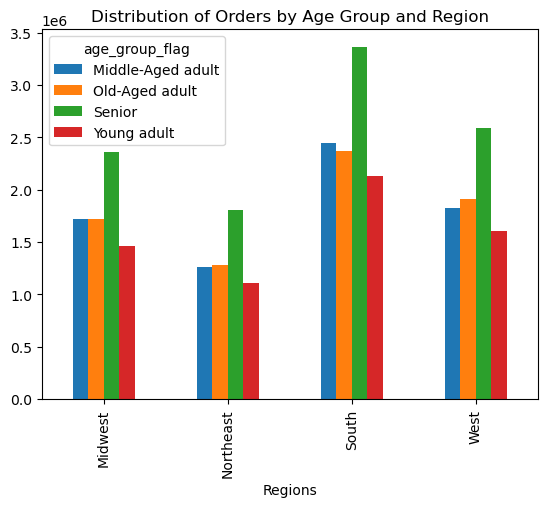 Distribution of Orders by Age Group and Region
1e6
3.5
3.0
2.5
2.0
1.5
1.0
0.5
0.0
age_group_flag
Middle-Aged adult
Old-Aged adult
Senior
Young adult
Midwest
Northeast
South
West
Regions